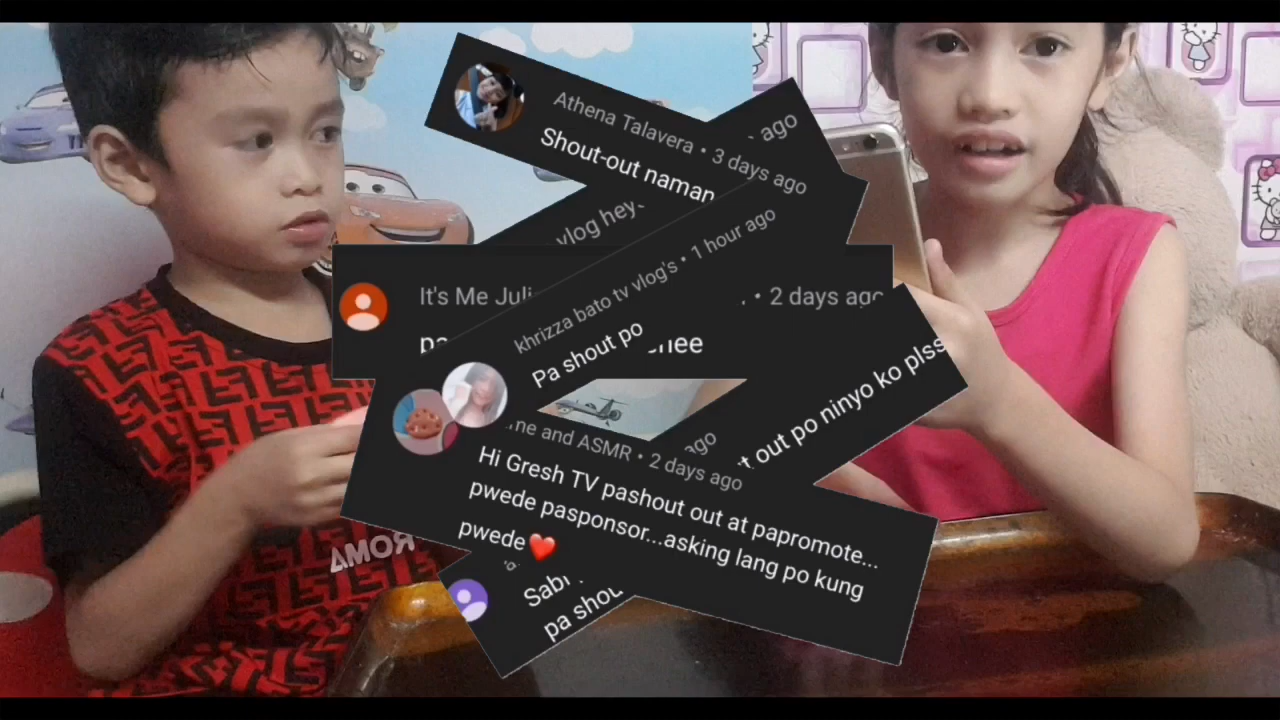 Athena Talavera • 3 days ago
Shout-out naman
ago
vlog hey
It's Me Juli
• 2 days ago
khrizza bato tv vlog's • 1 hour ago
Pa shout po
out po ninyo ko plss
ago
and ASMR • 2 days ago
Hi Gresh TV pashout out at papromote...
pwede pasponsor...asking lang po kung
pwede❤️
pa shou
AMOR